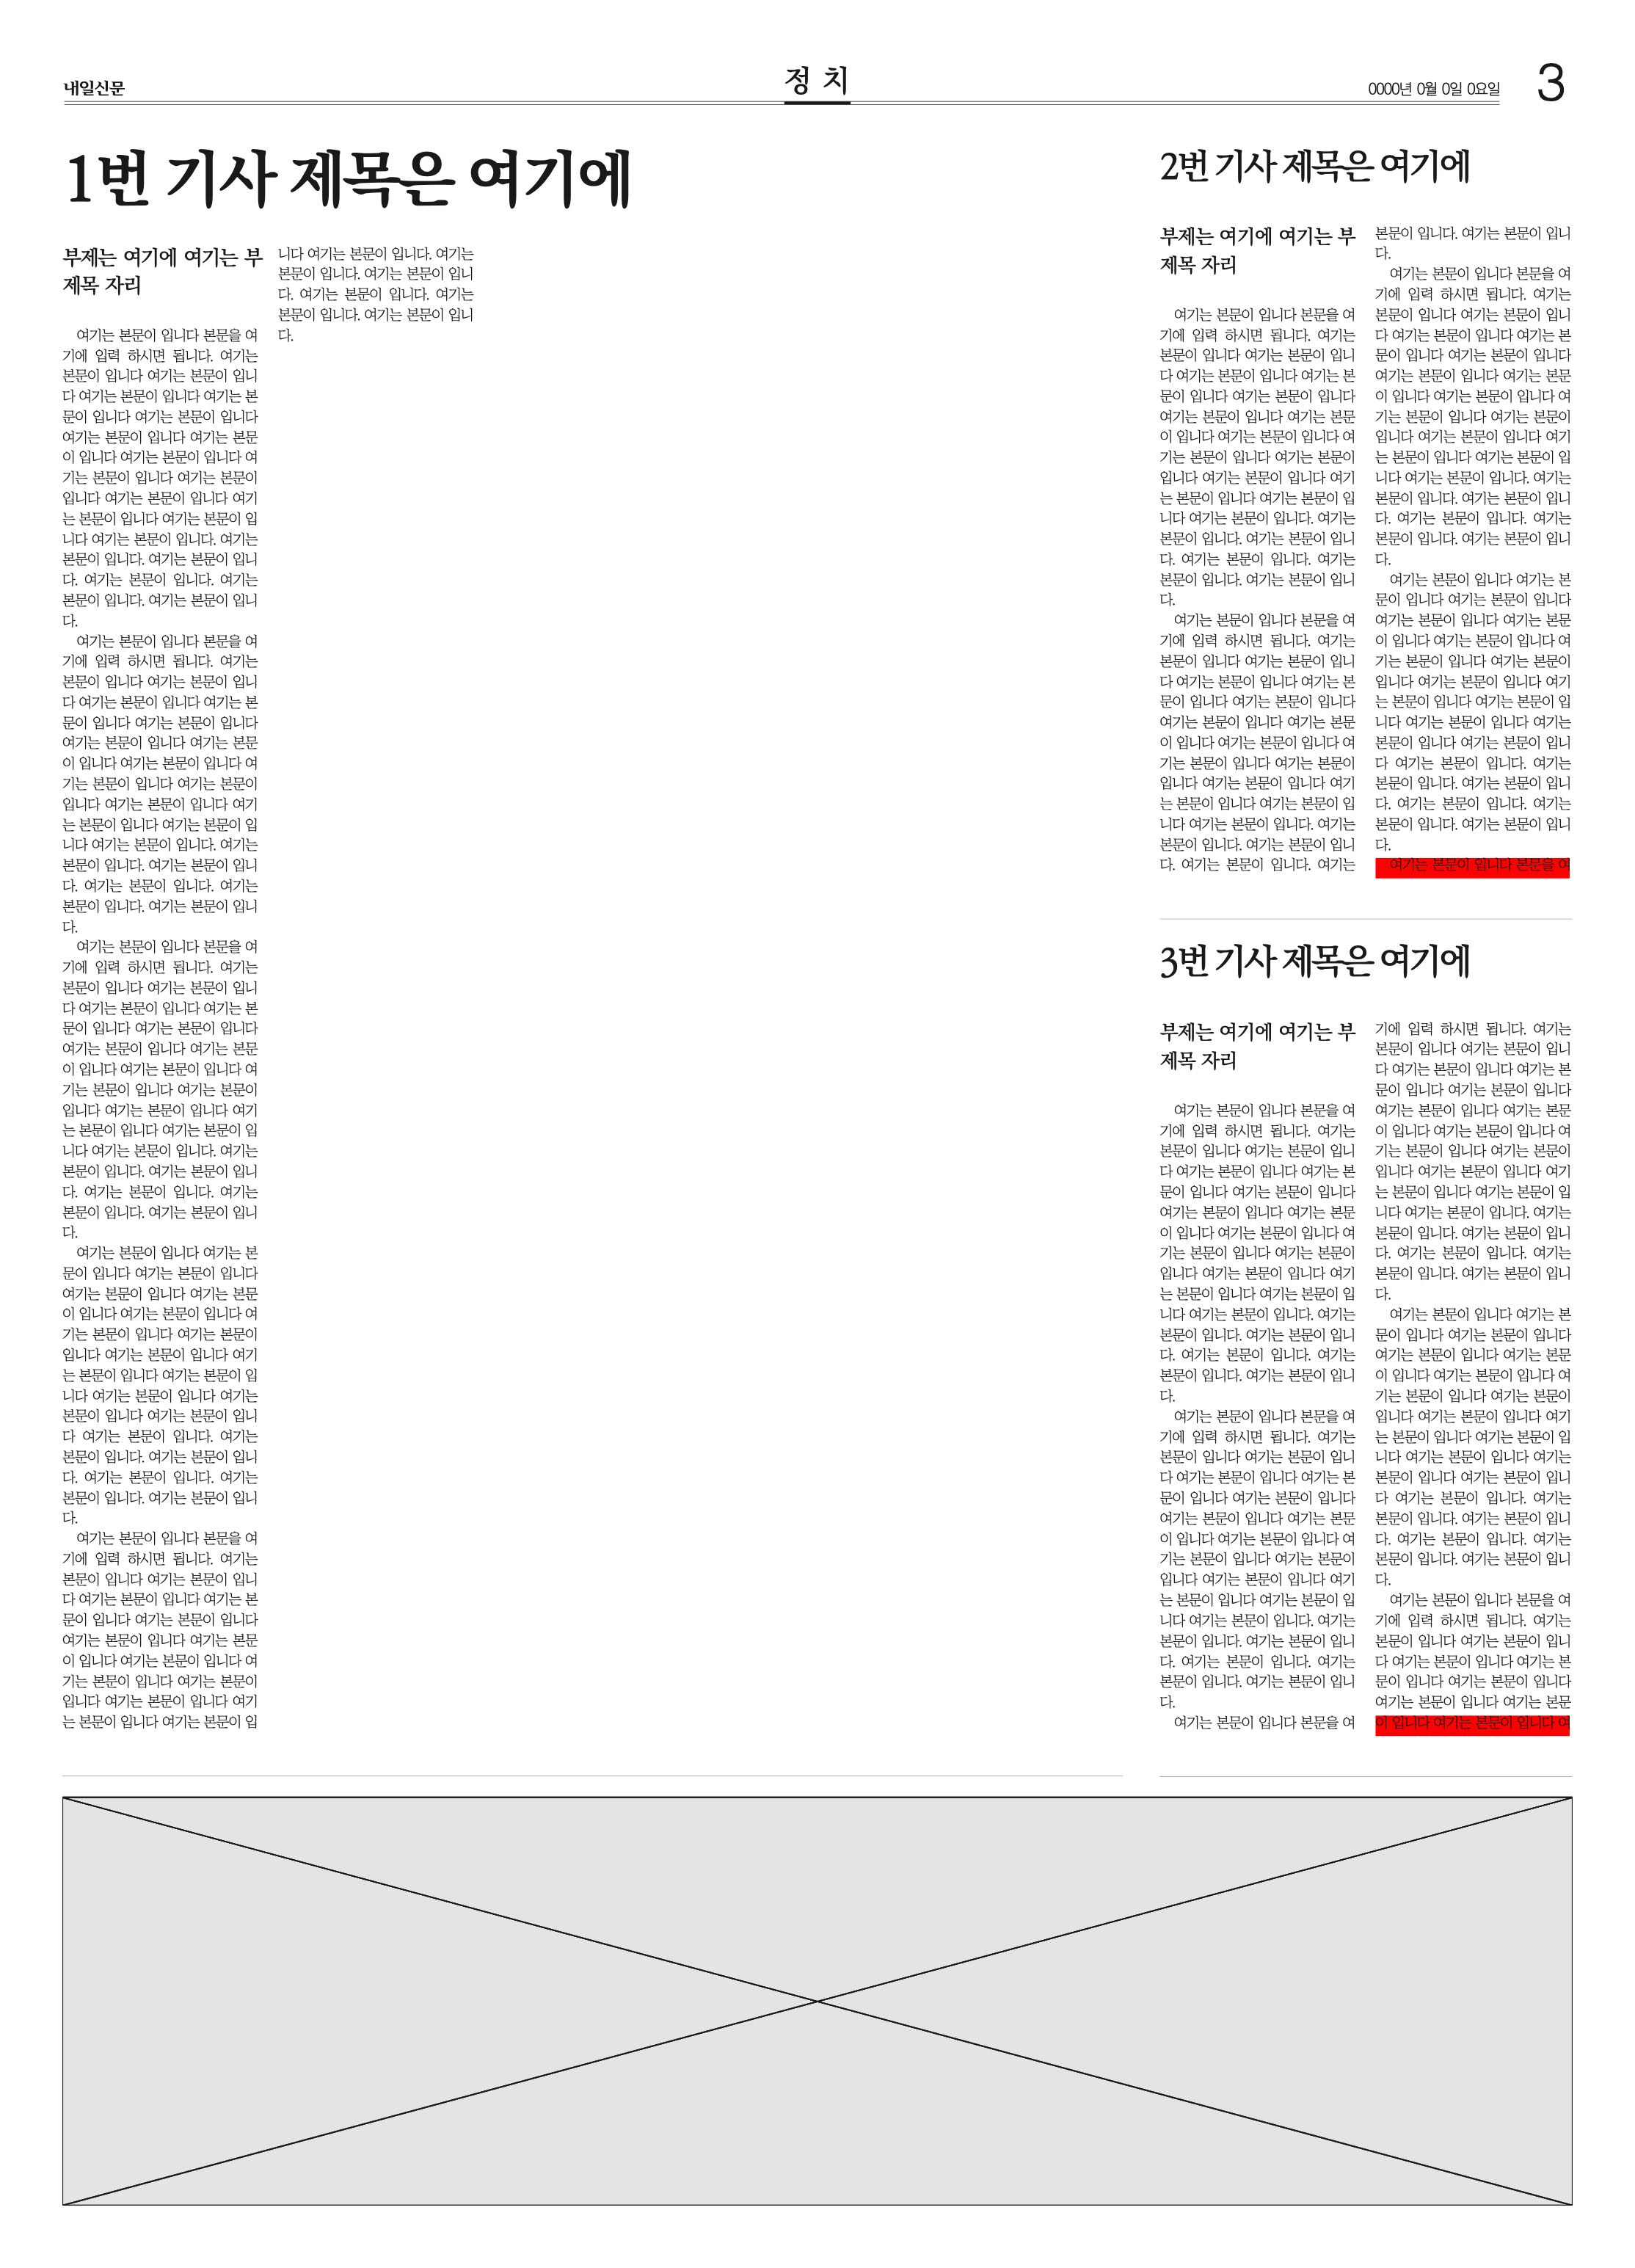 내일신문
정 치
0000년 0월 0일 0요일
3
1번 기사 제목은 여기에
부제는 여기에 여기는 부
제목 자리
여기는 본문이 입니다 본문을 여
기에 입력 하시면 됩니다. 여기는
본문이 입니다 여기는 본문이 입니
다 여기는 본문이 입니다 여기는 본
문이 입니다 여기는 본문이 입니다
여기는 본문이 입니다 여기는 본문
이 입니다 여기는 본문이 입니다 여
기는 본문이 입니다 여기는 본문이
입니다 여기는 본문이 입니다 여기
는 본문이 입니다 여기는 본문이 입
니다 여기는 본문이 입니다. 여기는
본문이 입니다. 여기는 본문이 입니
다. 여기는 본문이 입니다. 여기는
본문이 입니다. 여기는 본문이 입니
다.
여기는 본문이 입니다 본문을 여
기에 입력 하시면 됩니다. 여기는
본문이 입니다 여기는 본문이 입니
다 여기는 본문이 입니다 여기는 본
문이 입니다 여기는 본문이 입니다
여기는 본문이 입니다 여기는 본문
이 입니다 여기는 본문이 입니다 여
기는 본문이 입니다 여기는 본문이
입니다 여기는 본문이 입니다 여기
는 본문이 입니다 여기는 본문이 입
니다 여기는 본문이 입니다. 여기는
본문이 입니다. 여기는 본문이 입니
다. 여기는 본문이 입니다. 여기는
본문이 입니다. 여기는 본문이 입니
다.
여기는 본문이 입니다 본문을 여
기에 입력 하시면 됩니다. 여기는
본문이 입니다 여기는 본문이 입니
다 여기는 본문이 입니다 여기는 본
문이 입니다 여기는 본문이 입니다
여기는 본문이 입니다 여기는 본문
이 입니다 여기는 본문이 입니다 여
기는 본문이 입니다 여기는 본문이
입니다 여기는 본문이 입니다 여기
는 본문이 입니다 여기는 본문이 입
니다 여기는 본문이 입니다. 여기는
본문이 입니다. 여기는 본문이 입니
다. 여기는 본문이 입니다. 여기는
본문이 입니다. 여기는 본문이 입니
다.
여기는 본문이 입니다 여기는 본
문이 입니다 여기는 본문이 입니다
여기는 본문이 입니다 여기는 본문
이 입니다 여기는 본문이 입니다 여
기는 본문이 입니다 여기는 본문이
입니다 여기는 본문이 입니다 여기
는 본문이 입니다 여기는 본문이 입
니다 여기는 본문이 입니다 여기는
본문이 입니다 여기는 본문이 입니
다 여기는 본문이 입니다. 여기는
본문이 입니다. 여기는 본문이 입니
다. 여기는 본문이 입니다. 여기는
본문이 입니다. 여기는 본문이 입니
다.
여기는 본문이 입니다 본문을 여
기에 입력 하시면 됩니다. 여기는
본문이 입니다 여기는 본문이 입니
다 여기는 본문이 입니다 여기는 본
문이 입니다 여기는 본문이 입니다
여기는 본문이 입니다 여기는 본문
이 입니다 여기는 본문이 입니다 여
기는 본문이 입니다 여기는 본문이
입니다 여기는 본문이 입니다 여기
는 본문이 입니다 여기는 본문이 입
니다 여기는 본문이 입니다. 여기는
본문이 입니다. 여기는 본문이 입니
다. 여기는 본문이 입니다. 여기는
본문이 입니다. 여기는 본문이 입니
다.
2번 기사 제목은 여기에
부제는 여기에 여기는 부
제목 자리
여기는 본문이 입니다 본문을 여
기에 입력 하시면 됩니다. 여기는
본문이 입니다 여기는 본문이 입니
다 여기는 본문이 입니다 여기는 본
문이 입니다 여기는 본문이 입니다
여기는 본문이 입니다 여기는 본문
이 입니다 여기는 본문이 입니다 여
기는 본문이 입니다 여기는 본문이
입니다 여기는 본문이 입니다 여기
는 본문이 입니다 여기는 본문이 입
니다 여기는 본문이 입니다. 여기는
본문이 입니다. 여기는 본문이 입니
다. 여기는 본문이 입니다. 여기는
본문이 입니다. 여기는 본문이 입니
다.
여기는 본문이 입니다 본문을 여
기에 입력 하시면 됩니다. 여기는
본문이 입니다 여기는 본문이 입니
다 여기는 본문이 입니다 여기는 본
문이 입니다 여기는 본문이 입니다
여기는 본문이 입니다 여기는 본문
이 입니다 여기는 본문이 입니다 여
기는 본문이 입니다 여기는 본문이
입니다 여기는 본문이 입니다 여기
는 본문이 입니다 여기는 본문이 입
니다 여기는 본문이 입니다. 여기는
본문이 입니다. 여기는 본문이 입니
다. 여기는 본문이 입니다. 여기는
본문이 입니다. 여기는 본문이 입니
다.
여기는 본문이 입니다 본문을 여
기에 입력 하시면 됩니다. 여기는
본문이 입니다 여기는 본문이 입니
다 여기는 본문이 입니다 여기는 본
문이 입니다 여기는 본문이 입니다
여기는 본문이 입니다 여기는 본문
이 입니다 여기는 본문이 입니다 여
기는 본문이 입니다 여기는 본문이
입니다 여기는 본문이 입니다 여기
는 본문이 입니다 여기는 본문이 입
니다 여기는 본문이 입니다. 여기는
본문이 입니다. 여기는 본문이 입니
다. 여기는 본문이 입니다. 여기는
본문이 입니다. 여기는 본문이 입니
다.
여기는 본문이 입니다 여기는 본
문이 입니다 여기는 본문이 입니다
여기는 본문이 입니다 여기는 본문
이 입니다 여기는 본문이 입니다 여
기는 본문이 입니다 여기는 본문이
입니다 여기는 본문이 입니다 여기
는 본문이 입니다 여기는 본문이 입
니다 여기는 본문이 입니다 여기는
본문이 입니다 여기는 본문이 입니
다 여기는 본문이 입니다. 여기는
본문이 입니다. 여기는 본문이 입니
다. 여기는 본문이 입니다. 여기는
본문이 입니다. 여기는 본문이 입니
다.
여기는 본문이 입니다 본문을 여
3번 기사 제목은 여기에
부제는 여기에 여기는 부
제목 자리
여기는 본문이 입니다 본문을 여
기에 입력 하시면 됩니다. 여기는
본문이 입니다 여기는 본문이 입니
다 여기는 본문이 입니다 여기는 본
문이 입니다 여기는 본문이 입니다
여기는 본문이 입니다 여기는 본문
이 입니다 여기는 본문이 입니다 여
기는 본문이 입니다 여기는 본문이
입니다 여기는 본문이 입니다 여기
는 본문이 입니다 여기는 본문이 입
니다 여기는 본문이 입니다. 여기는
본문이 입니다. 여기는 본문이 입니
다. 여기는 본문이 입니다. 여기는
본문이 입니다. 여기는 본문이 입니
다.
여기는 본문이 입니다 본문을 여
기에 입력 하시면 됩니다. 여기는
본문이 입니다 여기는 본문이 입니
다 여기는 본문이 입니다 여기는 본
문이 입니다 여기는 본문이 입니다
여기는 본문이 입니다 여기는 본문
이 입니다 여기는 본문이 입니다 여
기는 본문이 입니다 여기는 본문이
입니다 여기는 본문이 입니다 여기
는 본문이 입니다 여기는 본문이 입
니다 여기는 본문이 입니다. 여기는
본문이 입니다. 여기는 본문이 입니
다. 여기는 본문이 입니다. 여기는
본문이 입니다. 여기는 본문이 입니
다.
여기는 본문이 입니다 본문을 여
기에 입력 하시면 됩니다. 여기는
본문이 입니다 여기는 본문이 입니
다 여기는 본문이 입니다 여기는 본
문이 입니다 여기는 본문이 입니다
여기는 본문이 입니다 여기는 본문
이 입니다 여기는 본문이 입니다 여
기는 본문이 입니다 여기는 본문이
입니다 여기는 본문이 입니다 여기
는 본문이 입니다 여기는 본문이 입
니다 여기는 본문이 입니다. 여기는
본문이 입니다. 여기는 본문이 입니
다. 여기는 본문이 입니다. 여기는
본문이 입니다. 여기는 본문이 입니
다.
여기는 본문이 입니다 여기는 본
문이 입니다 여기는 본문이 입니다
여기는 본문이 입니다 여기는 본문
이 입니다 여기는 본문이 입니다 여
기는 본문이 입니다 여기는 본문이
입니다 여기는 본문이 입니다 여기
는 본문이 입니다 여기는 본문이 입
니다 여기는 본문이 입니다 여기는
본문이 입니다 여기는 본문이 입니
다 여기는 본문이 입니다. 여기는
본문이 입니다. 여기는 본문이 입니
다. 여기는 본문이 입니다. 여기는
본문이 입니다. 여기는 본문이 입니
다.
여기는 본문이 입니다 본문을 여
기에 입력 하시면 됩니다. 여기는
본문이 입니다 여기는 본문이 입니
다 여기는 본문이 입니다 여기는 본
문이 입니다 여기는 본문이 입니다
여기는 본문이 입니다 여기는 본문
이 입니다 여기는 본문이 입니다 여